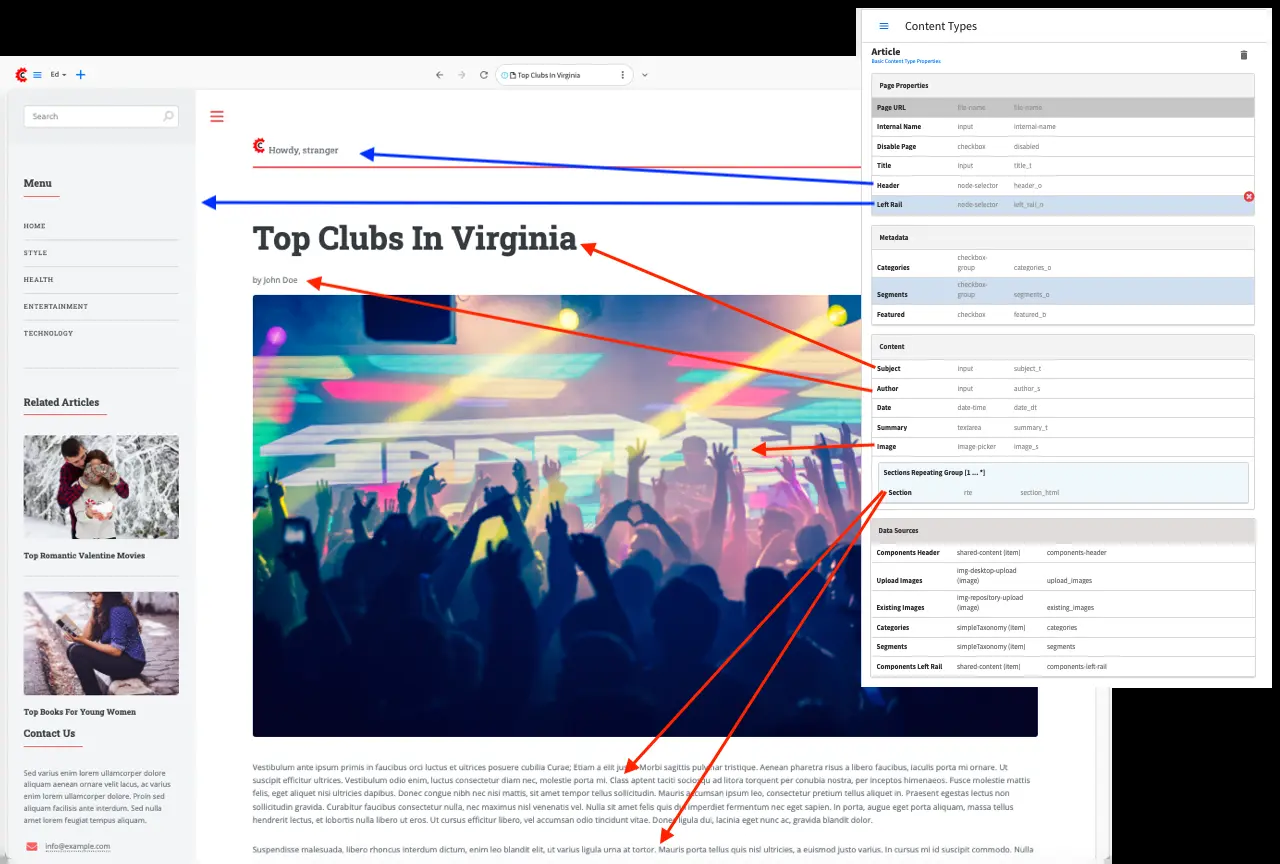 Content Types
Article
Basic Content Type Properties
Page Properties
Page URL file-name file-name
Internal Name input internal-name
Disable Page checkbox disabled
Title input title_t
Header node-selector header_o
Left Rail node-selector left_rail_n
Metadata
Categories checkbox-group categories_o
Segments checkbox-group segments_o
Featured checkbox featured_b
Content
Subject input subject_t
Author input author_s
Date date-time date_dt
Summary textarea summary_t
Image image-picker image_s
Sections Repeating Group [1 ... *]
Section rte section_html
Data Sources
Components Header shared-content (item) components-header
Upload Images img-desktop-upload (image) upload_images
Existing Images img-repository-upload (image) existing_images
Categories simpleTaxonomy (item) categories
Segments simpleTaxonomy (item) segments
Components Left Rail shared-content (item) components-left-rail
Ed
Top Clubs In Virginia
Search
Menu
HOME
STYLE
HEALTH
ENTERTAINMENT
TECHNOLOGY
Related Articles
Top Romantic Valentine Movies
Top Books For Young Women
Contact Us
Sed varius enim lorem ullamcorper dolore
aliquam aenean ornare velit lacus, ac varius
enim lorem ullamcorper dolore. Proin sed
aliquam facilisis ante interdum. Sed nulla
amet lorem feugiat tempus aliquam.
info@example.com
Howdy, stranger
Top Clubs In Virginia
by John Doe
Vestibulum ante ipsum primis in faucibus orci luctus et ultrices posuere cubilia Curae; Etiam a elit Morbi sagittis tristique. Aenean pharetra risus a libero faucibus, iaculis porta mi ornare. Ut
suscipit efficitur ultrices. Vestibulum odio enim, luctus consectetur diam nec, molestie porta mi. Class aptent taciti sociosqu ad litora torquent per conubia nostra, per inceptos himenaeos. Fusce molestie mattis
felis, eget aliquet nisi ultricies dapibus. Donec congue nibh nec nisi mattis, sit amet tempor tellus sollicitudin. Mauris accumsan ipsum leo, consectetur pretium tellus aliquet in. Praesent egestas lectus non
sollicitudin gravida. Curabitur faucibus consectetur nulla, nec maximus nisl venenatis vel. Nulla sit amet felis quis imperdiet fermentum nec eget sapien. In porta, augue eget porta aliquam, massa tellus
hendrerit lectus, et lobortis nulla libero ut eros. Ut cursus efficitur libero, vel accumsan odio tincidunt vitae. Donec ligula dui, lacinia eget nunc ac, gravida blandit dolor.
Suspendisse malesuada, libero rhoncus interdum dictum, enim leo blandit elit, ut varius ligula urna at tortor. Mauris porta tellus quis nisl ultricies, a euismod justo varius. In cursus mi id suscipit commodo. Nulla